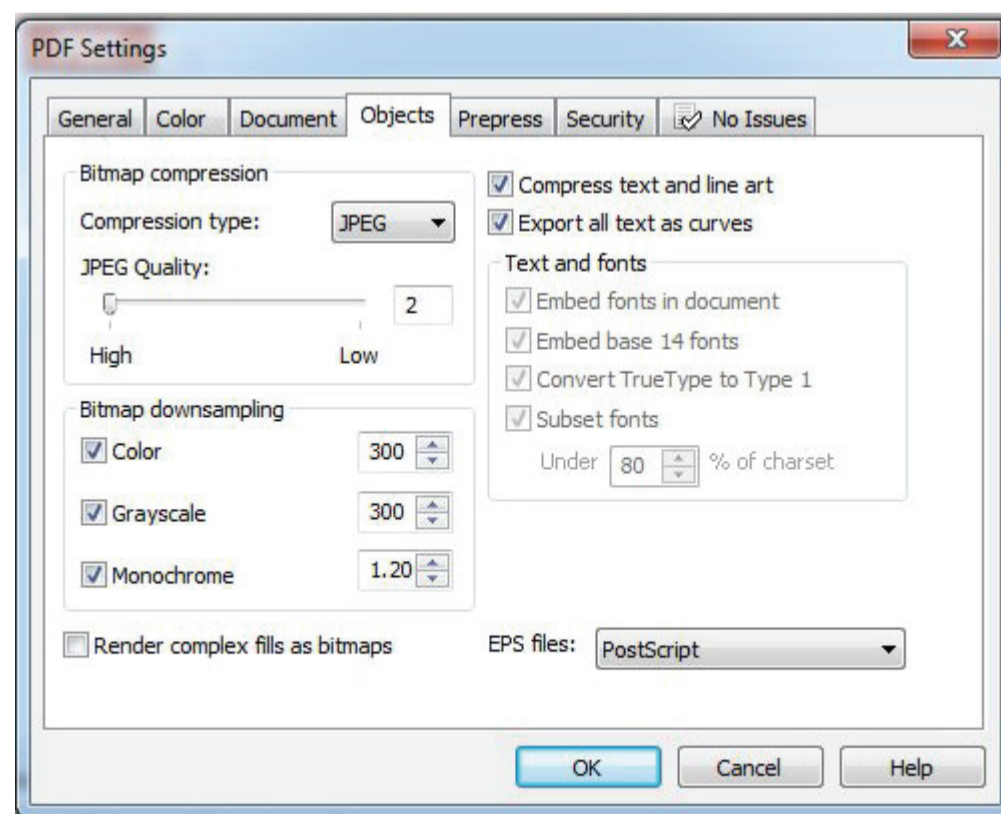 PDF Settings
General Color Document Objects Prepress Security No Issues
Bitmap compression
Compression type: JPEG
JPEG Quality:
2
High Low
Bitmap downsampling
Color 300
Grayscale 300
Monochrome 1.20
Render complex fills as bitmaps
Compress text and line art
Export all text as curves
Text and fonts
Embed fonts in document
Embed base 14 fonts
Convert TrueType to Type 1
Subset fonts
Under 80 % of charset
EPS files: PostScript
OK Cancel Help